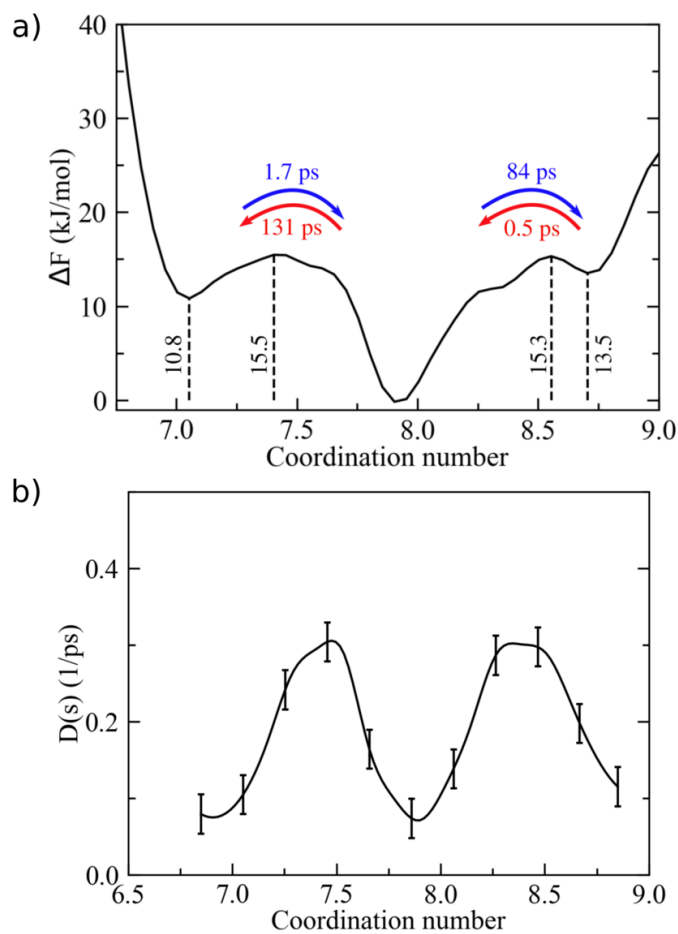 a)
40
30
20
10
0
ΔF (kJ/mol)
1.7 ps
131 ps
84 ps
0.5 ps
10.8
15.5
15.3
13.5
7.0 7.5 8.0 8.5 9.0
Coordination number
b)
0.4
0.2
0.0
D(s) (1/ps)
6.5 7.0 7.5 8.0 8.5 9.0
Coordination number